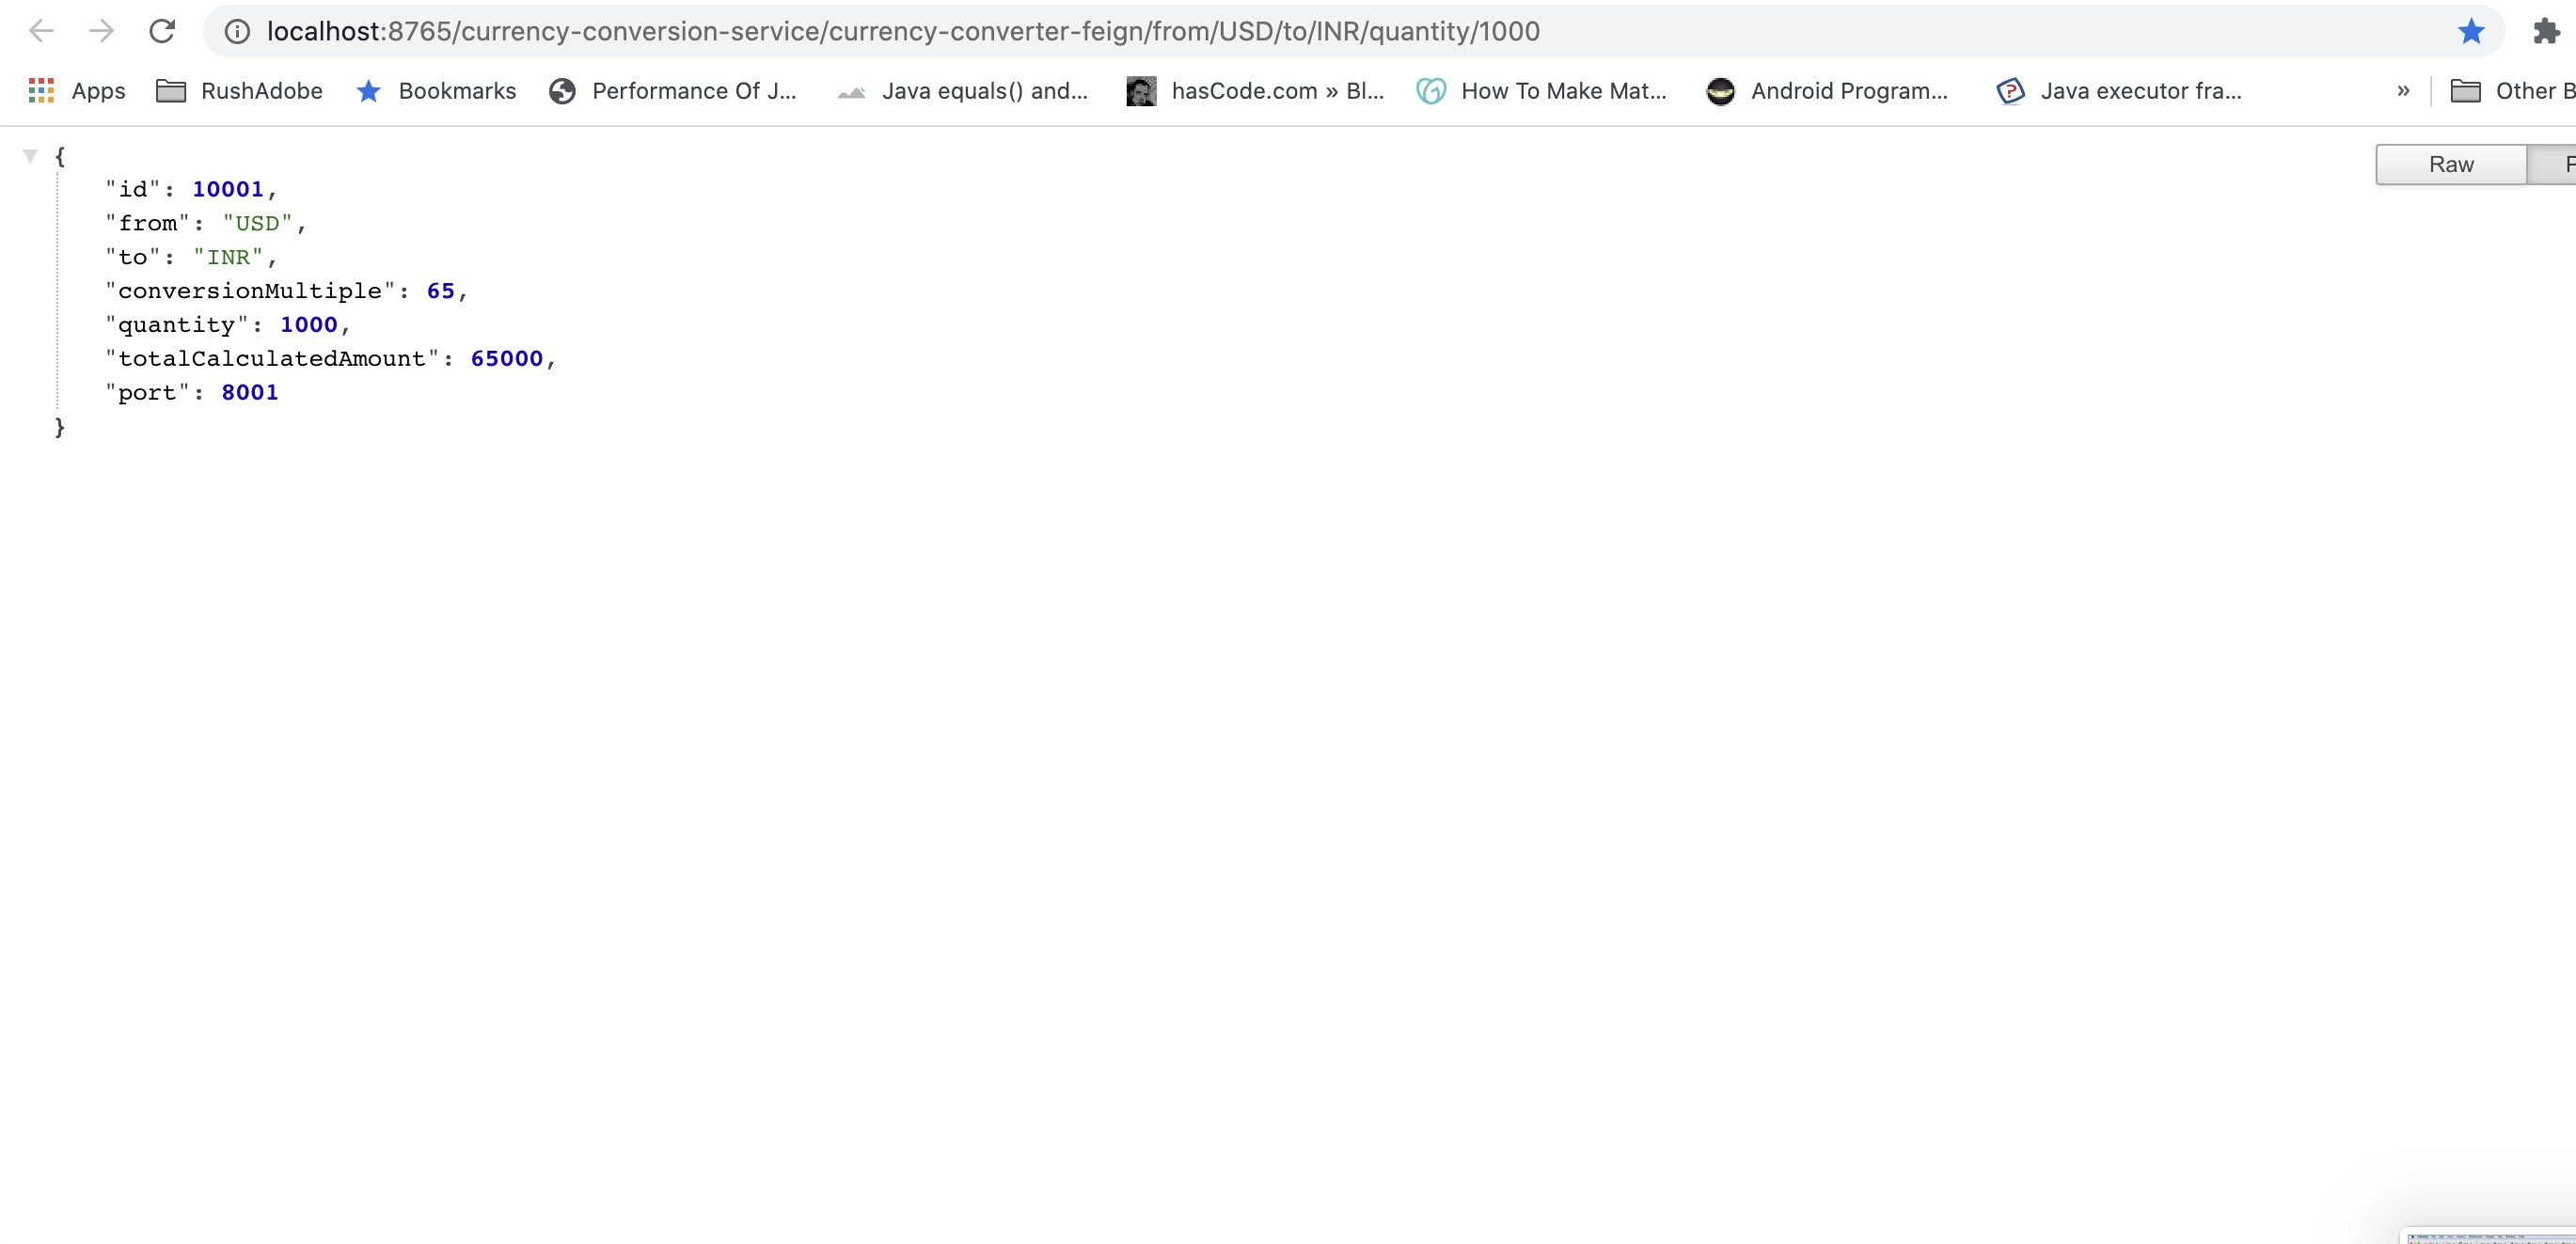 localhost:8765/currency-conversion-service/currency-converter-feign/from/USD/to/INR/quantity/1000
Apps RushAdobe Bookmarks Performance Of J... Java equals() and... hasCode.com » Bl... How To Make Mat... Android Program... Java executor fra... » Other B
Raw
{
"id": 10001,
"from": "USD",
"to": "INR",
"conversionMultiple": 65,
"quantity": 1000,
"totalCalculatedAmount": 65000,
"port": 8001
}